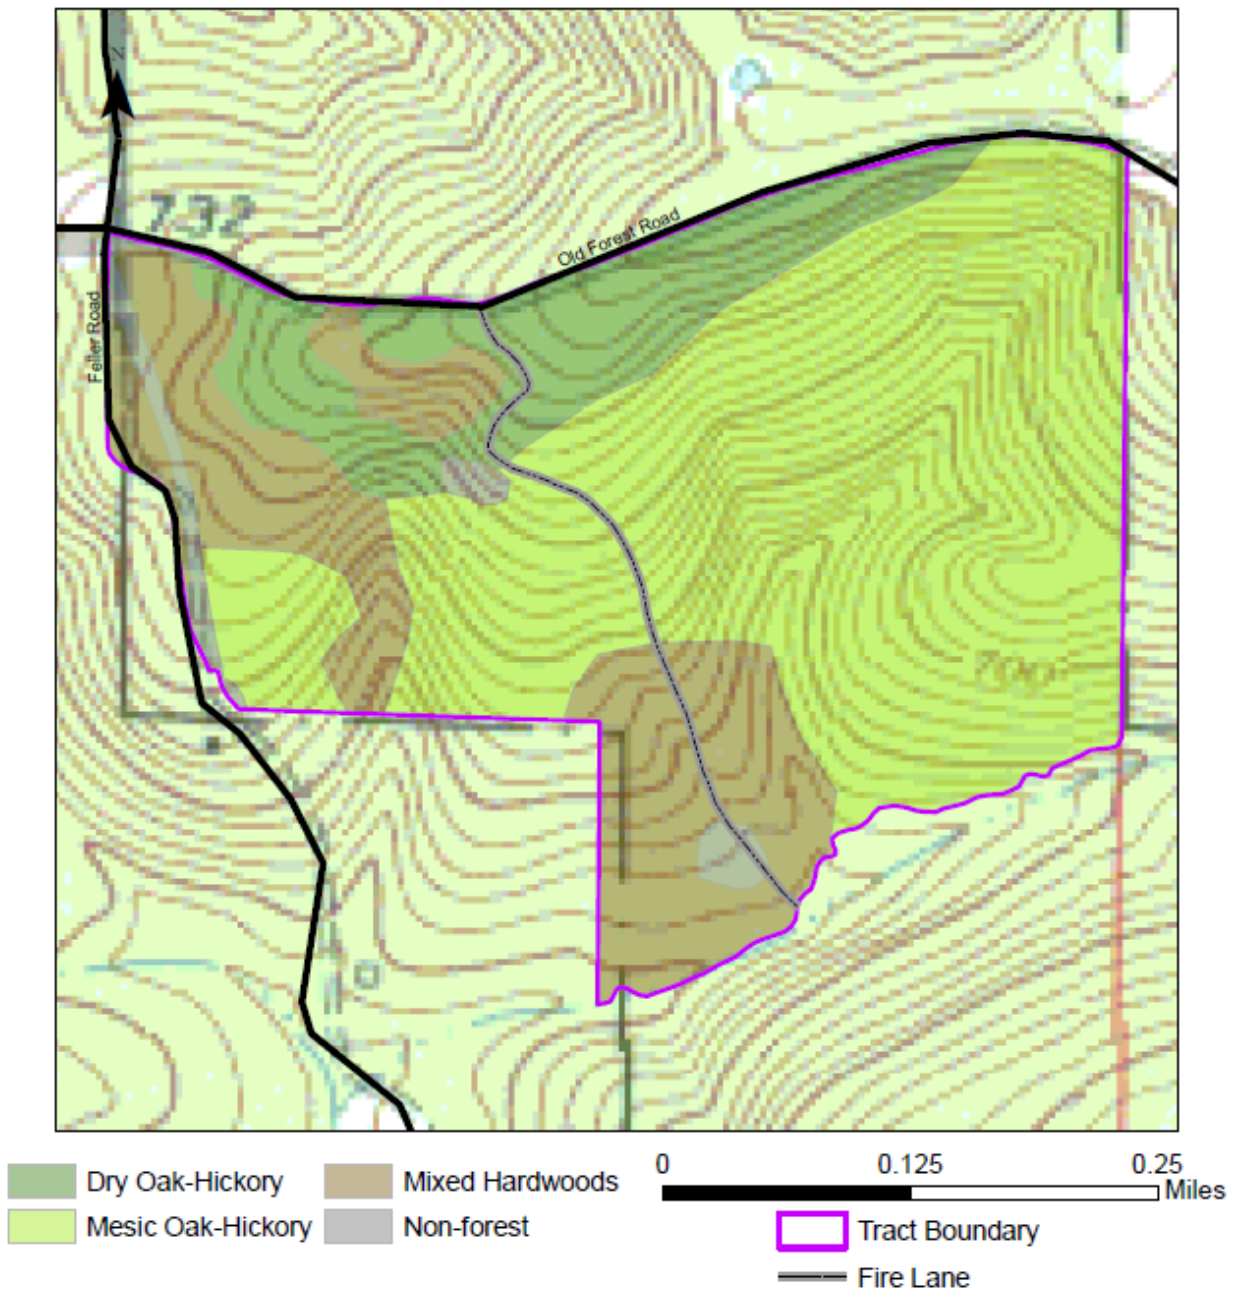 N
732
Old Forest Road
Feller Road
0 0.125 0.25
Miles
Dry Oak-Hickory
Mixed Hardwoods
Mesic Oak-Hickory
Non-forest
Tract Boundary
Fire Lane